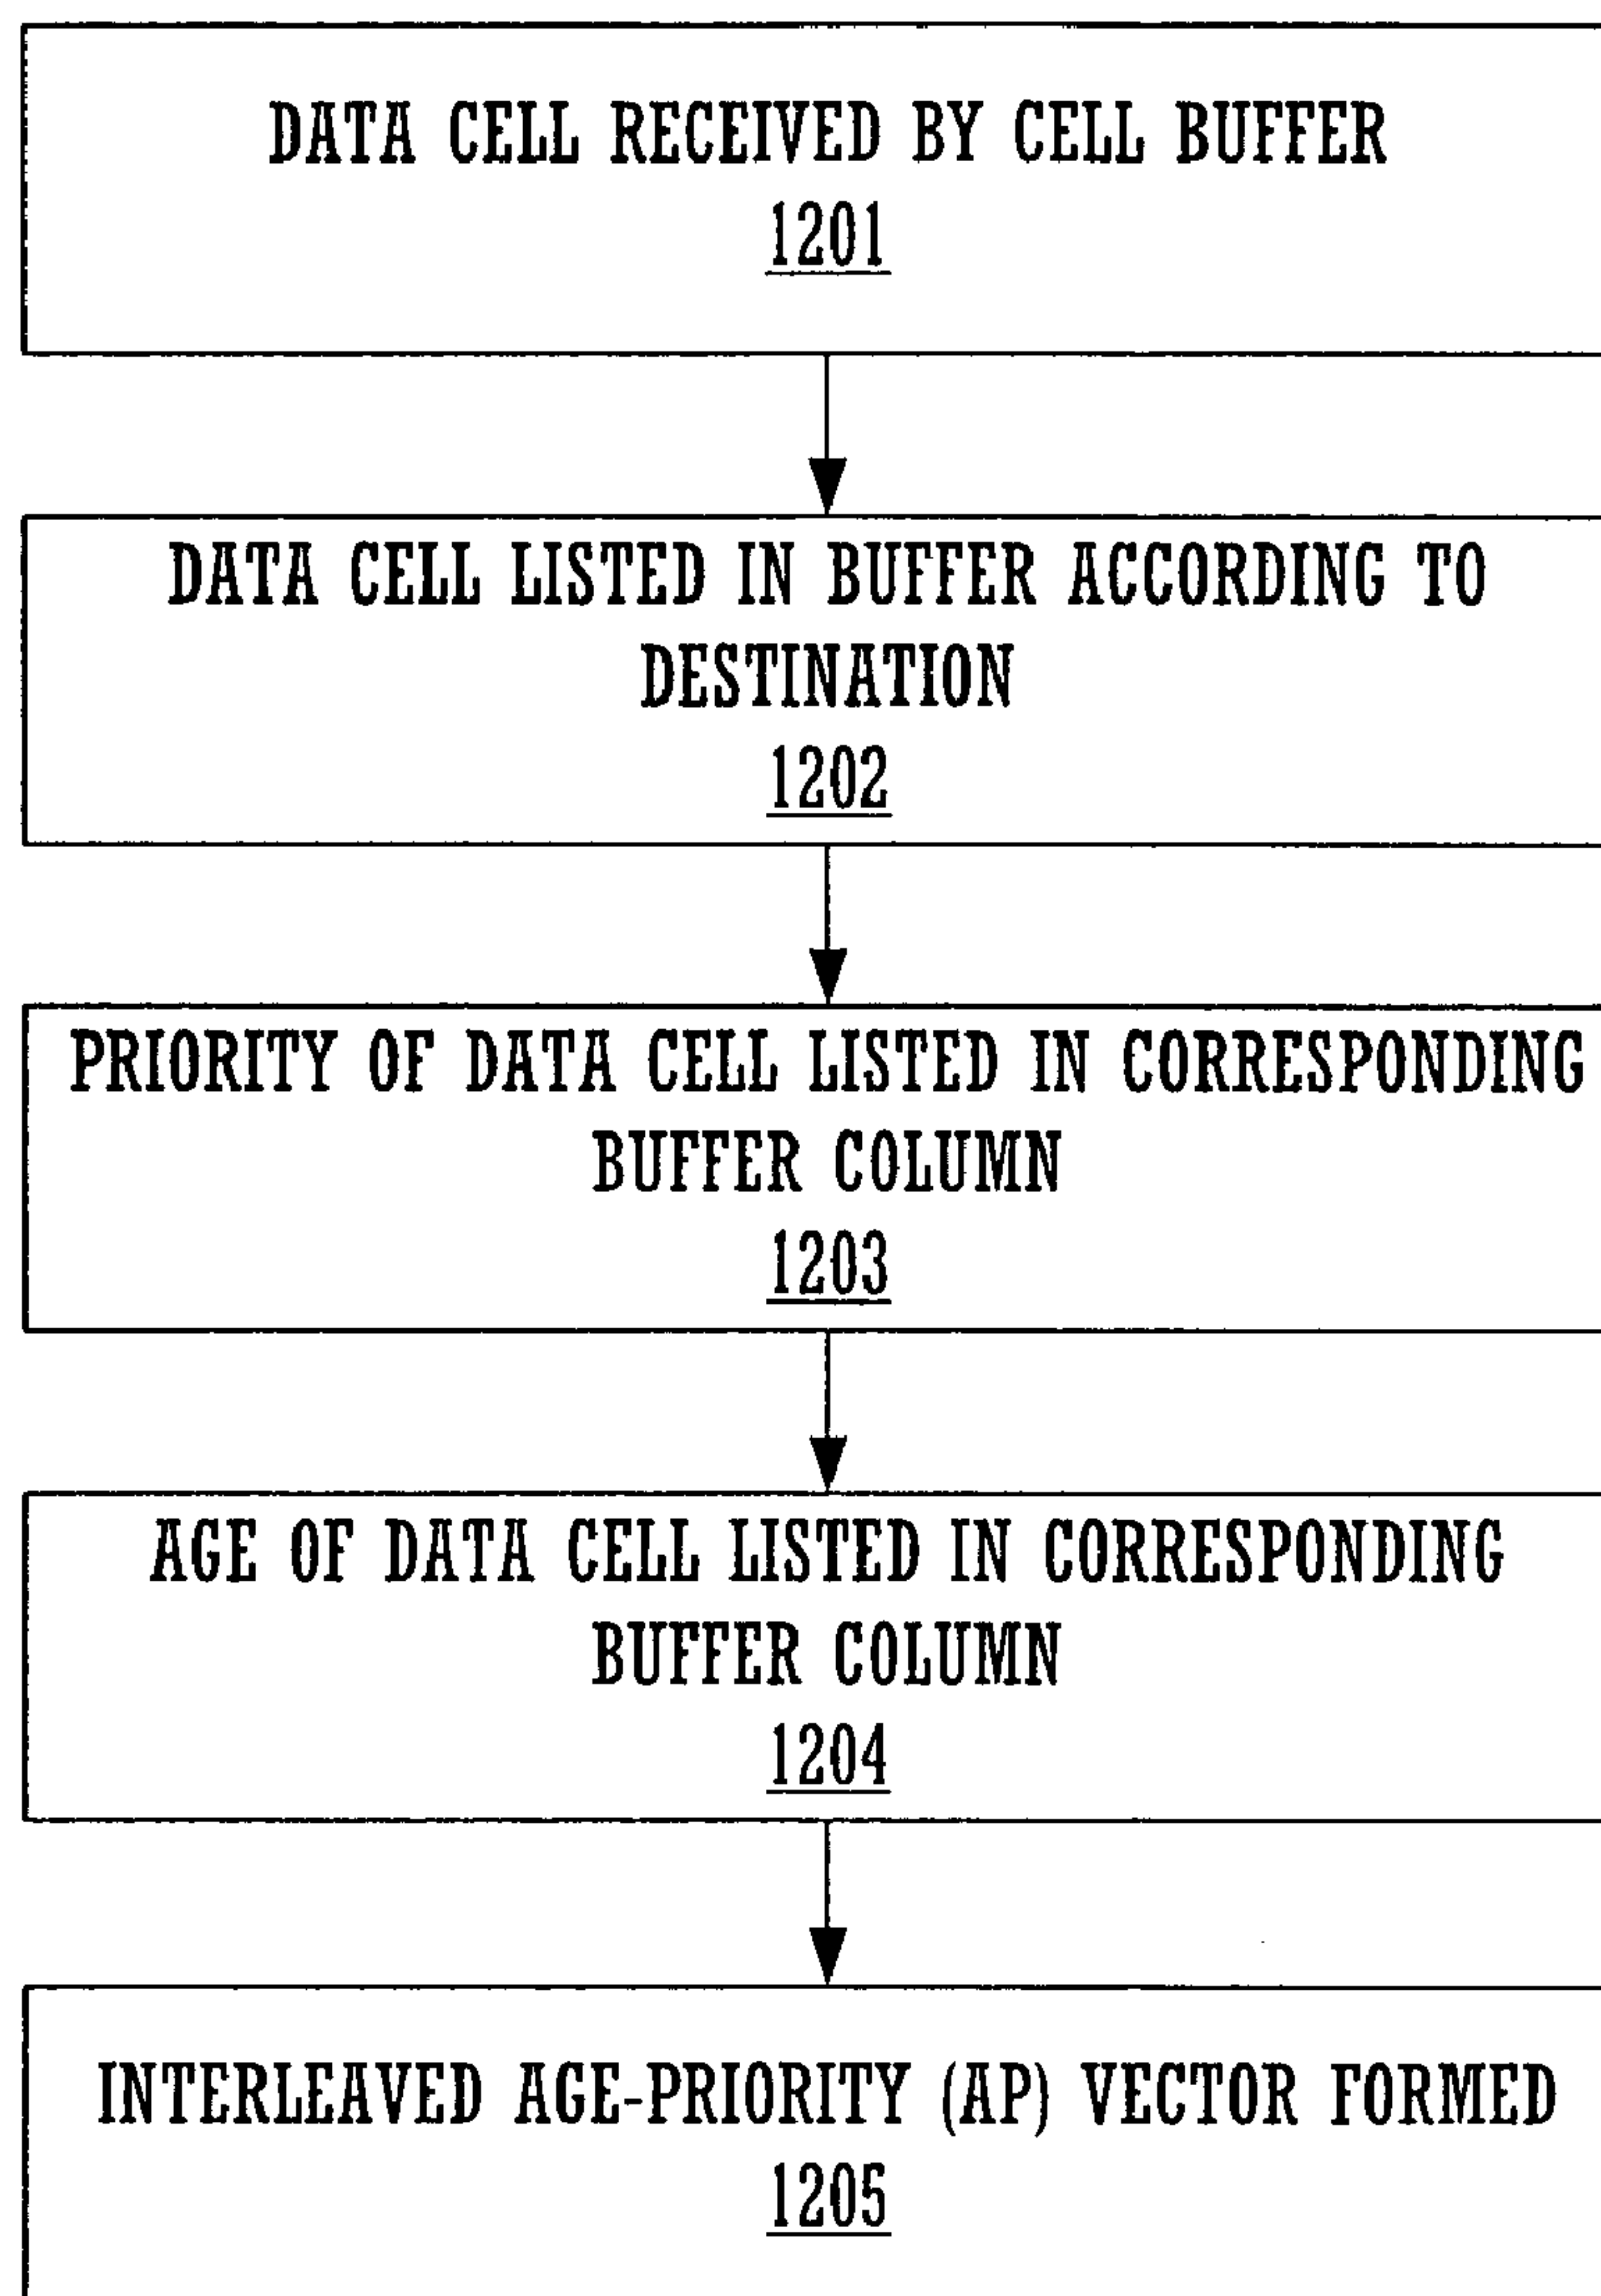 DATA CELL RECEIVED BY CELL BUFFER
1201
DATA CELL LISTED IN BUFFER ACCORDING TO
DESTINATION
1202
PRIORITY OF DATA CELL LISTED IN CORRESPONDING
BUFFER COLUMN
1203
AGE OF DATA CELL LISTED IN CORRESPONDING
BUFFER COLUMN
1204
INTERLEAVED AGE-PRIORITY (AP) VECTOR FORMED
1205